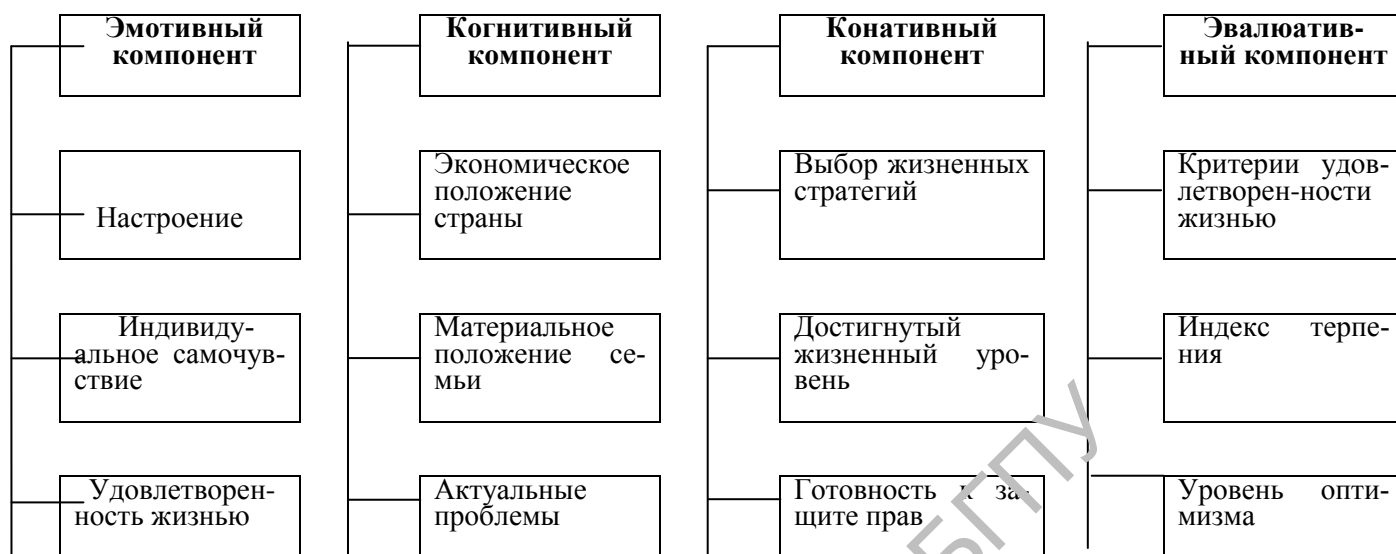 Эмотивный
компонент
Настроение
Индивиду-
альное самочув-
ствие
Удовлетворен-
ность жизнью
Когнитивный
компонент
Экономическое
положение
страны
Материальное
положение се-
мьи
Актуальные
проблемы
Конативный
компонент
Выбор жизненных
стратегий
Достигнутый
жизненный уро-
вень
Готовность к за-
щите прав
Эвалюатив-
ный компонент
Критерии удов-
летворен-ности
жизнью
Индекс терпе-
ния
Уровень опти-
мизма
БГПУ